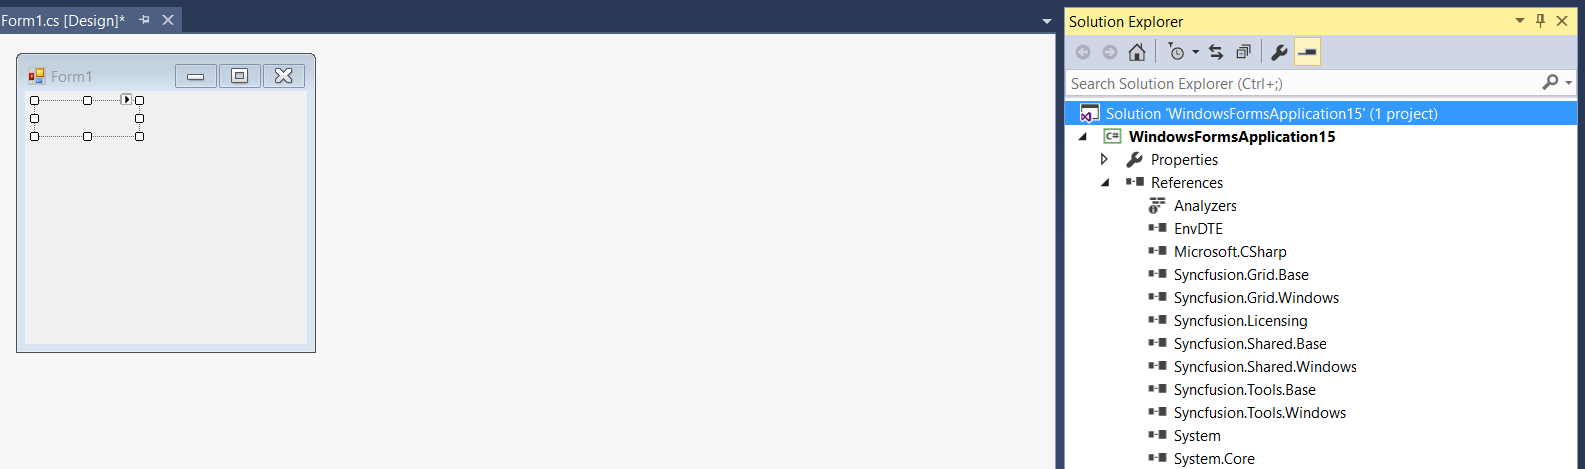 Form1.cs [Design]*
Form1
Solution Explorer
Search Solution Explorer (Ctrl+;)
Solution 'WindowsFormsApplication15' (1 project)
C# WindowsFormsApplication15
Properties
References
Analyzers
EnvDTE
Microsoft.CSharp
Syncfusion.Grid.Base
Syncfusion.Grid.Windows
Syncfusion.Licensing
Syncfusion.Shared.Base
Syncfusion.Shared.Windows
Syncfusion.Tools.Base
Syncfusion.Tools.Windows
System
System.Core